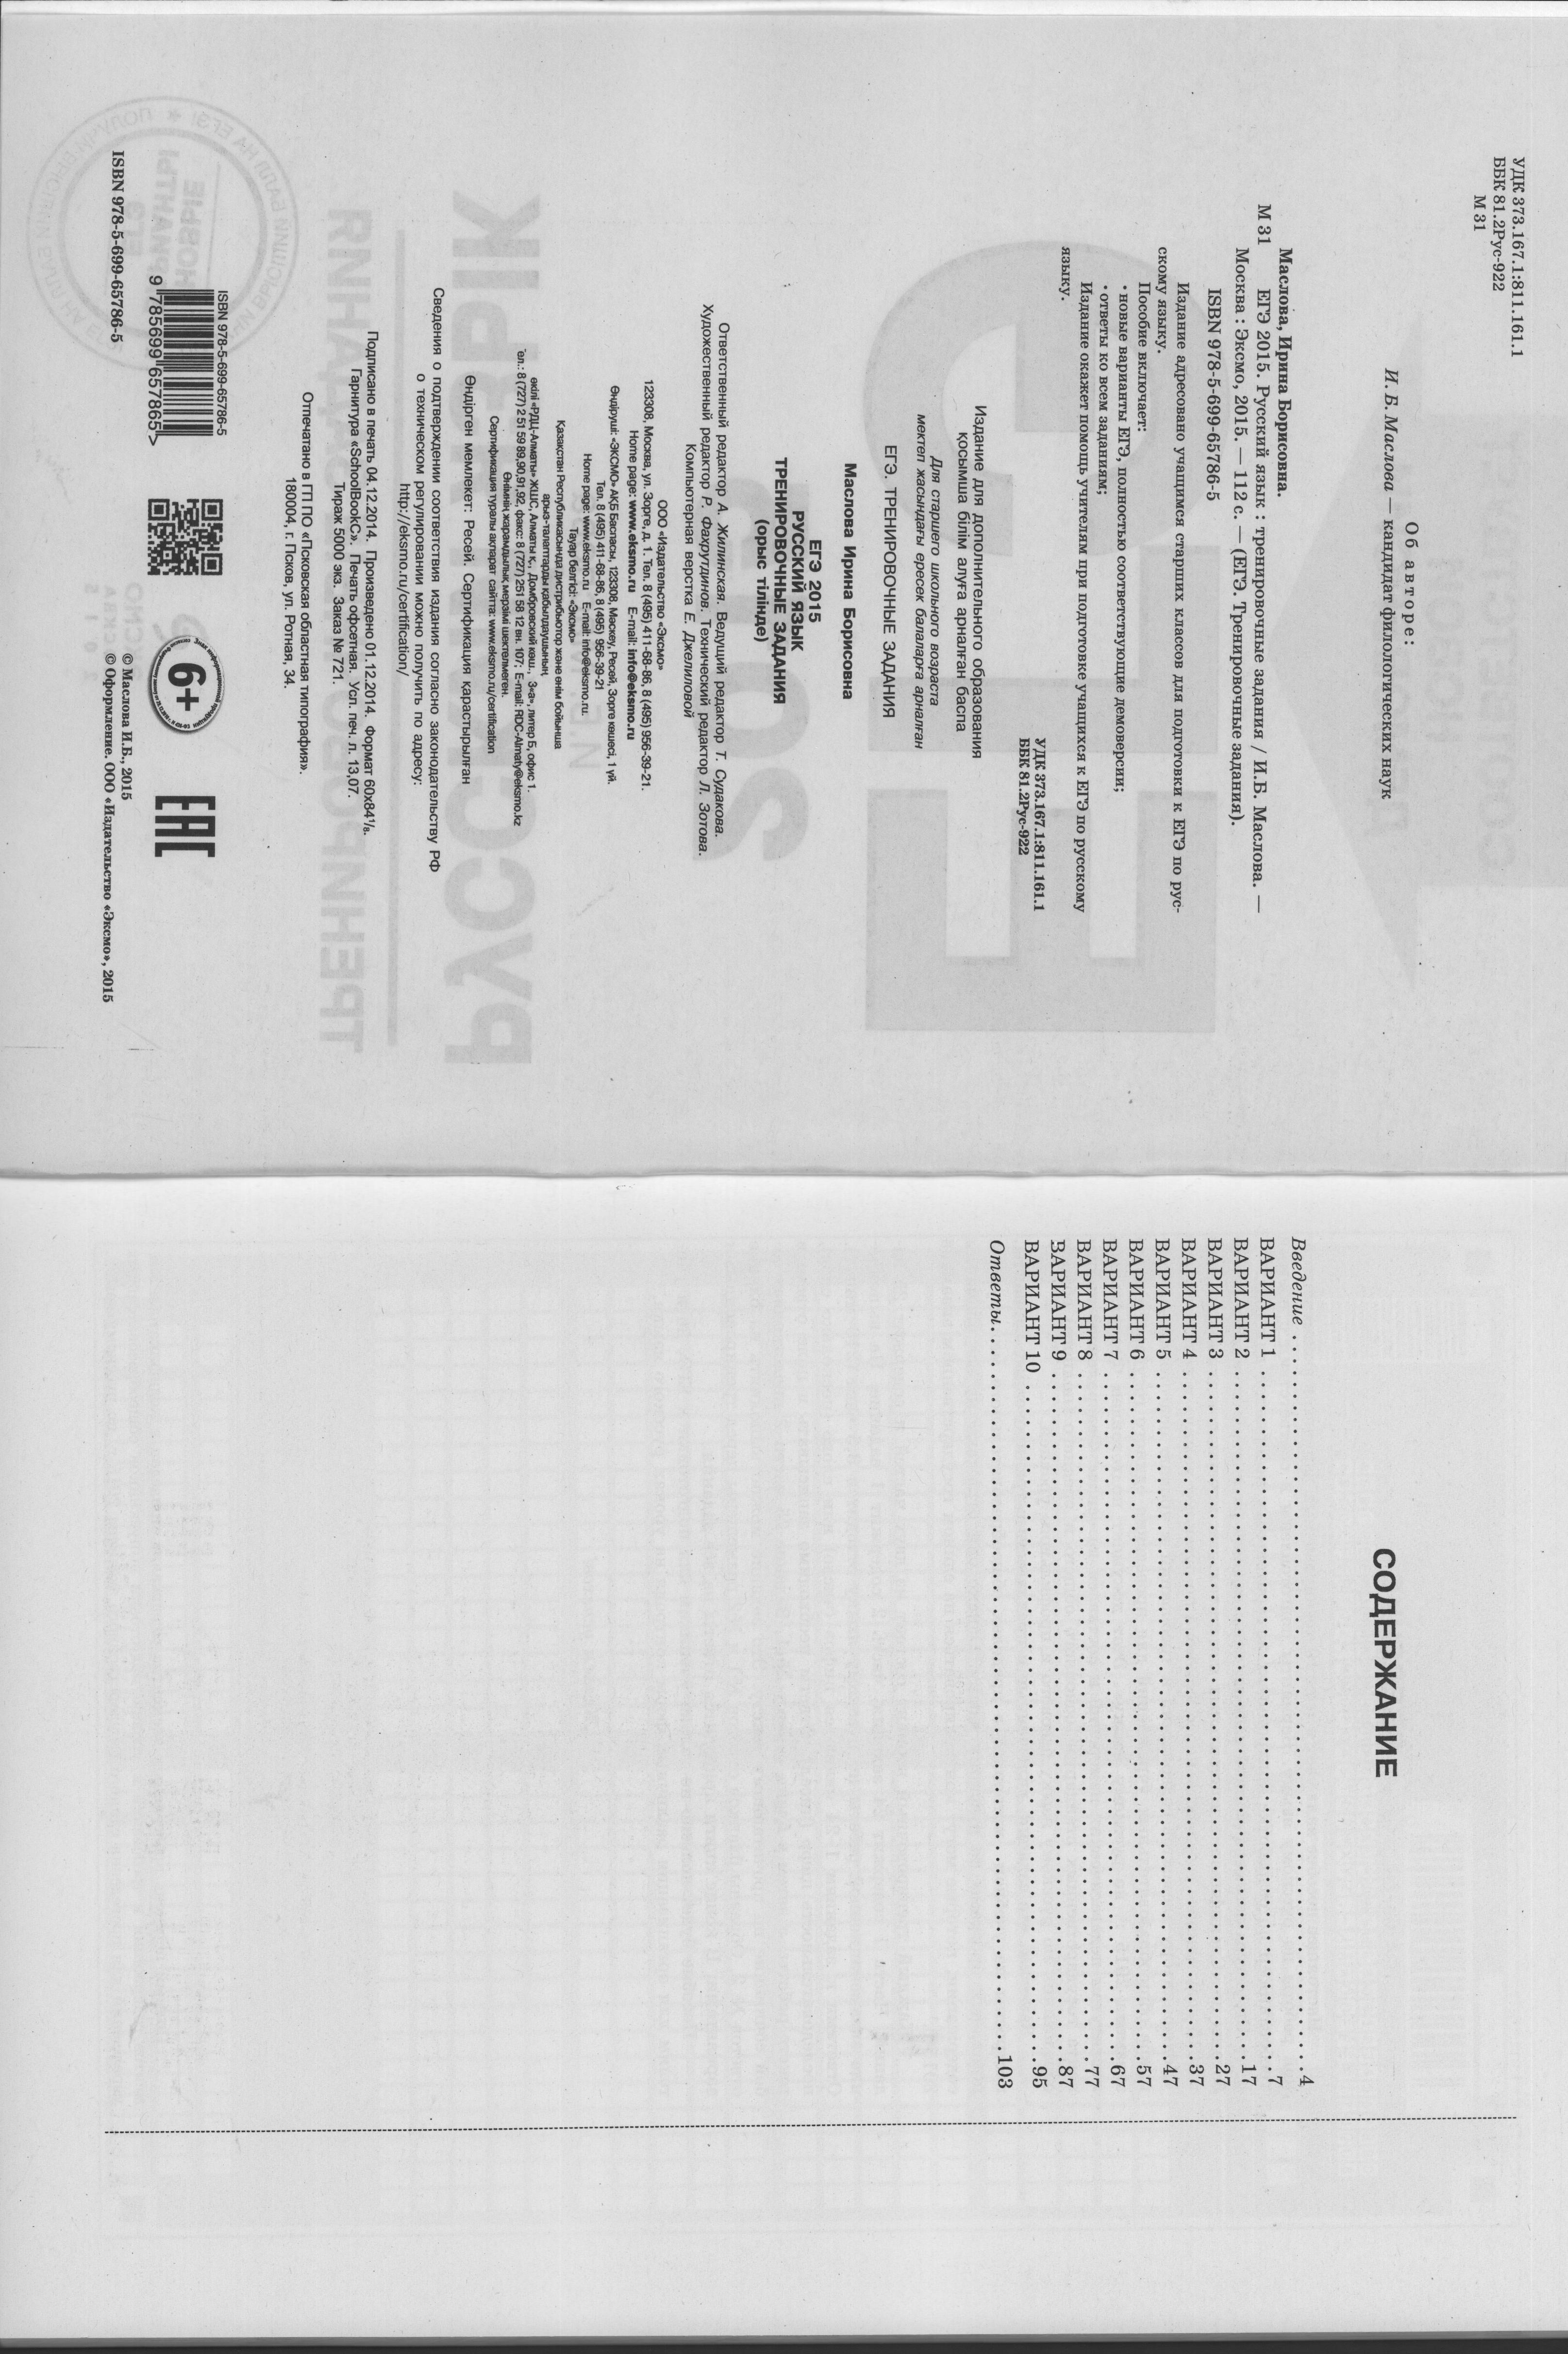 УДК 373.167.1:811.161.1
ББК 81.2Рус-922
М 31
Об авторе:
И. Б. Маслова — кандидат филологических наук
Маслова, Ирина Борисовна.
М 31 ЕГЭ 2015. Русский язык : тренировочные задания / И.Б. Маслова. —
Москва : Эксмо, 2015. — 112 с. — (ЕГЭ. Тренировочные задания).
ISBN 978-5-699-65786-5
Издание адресовано учащимся старших классов для подготовки к ЕГЭ по рус-
скому языку.
Пособие включает:
• новые варианты ЕГЭ, полностью соответствующие демоверсии;
• ответы ко всем заданиям;
Издание окажет помощь учителям при подготовке учащихся к ЕГЭ по русскому
языку.
УДК 373.167.1:811.161.1
ББК 81.2Рус-922
Издание для дополнительного образования
қосымша білім алуға арналған баспа
Для старшего школьного возраста
мектеп жасындағы ересек балаларға арналған
ЕГЭ. ТРЕНИРОВОЧНЫЕ ЗАДАНИЯ
Маслова Ирина Борисовна
ЕГЭ 2015
РУССКИЙ ЯЗЫК
ТРЕНИРОВОЧНЫЕ ЗАДАНИЯ
(орыс тілінде)
Ответственный редактор А. Жилинская. Ведущий редактор Т. Судакова.
Художественный редактор Р. Фахрутдинов. Технический редактор Л. Зотова.
Компьютерная верстка Е. Джелиловой
ООО «Издательство «Эксмо»
123308, Москва, ул. Зорге, д. 1. Тел. 8 (495) 411-68-86, 8 (495) 956-39-21.
Home page: www.eksmo.ru E-mail: info@eksmo.ru
Өндіруші: «ЭКСМО» АҚБ Баспасы, 123308, Мәскеу, Ресей, Зорге көшесі, 1 үй.
Тел. 8 (495) 411-68-86, 8 (495) 956-39-21
Home page: www.eksmo.ru E-mail: info@eksmo.ru.
Тауар белгісі: «Эксмо»
Қазақстан Республикасында дистрибьютор және өнім бойынша
арыз-талаптарды қабылдаушының
өкілі «РДЦ-Алматы» ЖШС, Алматы қ., Домбровский көш., 3«а», литер Б, офис 1.
Тел.: 8 (727) 2 51 59 89,90,91,92, факс: 8 (727) 251 58 12 вн. 107; E-mail: RDC-Almaty@eksmo.kz
Өнімнің жарамдылық мерзімі шектелмеген.
Сертификация туралы ақпарат сайтта: www.eksmo.ru/certification
Өндірген мемлекет: Ресей. Сертификация қарастырылған
Сведения о подтверждении соответствия издания согласно законодательству РФ
о техническом регулировании можно получить по адресу:
http://eksmo.ru/certification/
Подписано в печать 04.12.2014. Произведено 01.12.2014. Формат 60x84 1/8.
Гарнитура «SchoolBookC». Печать офсетная. Усл. печ. л. 13,07.
Тираж 5000 экз. Заказ № 721.
Отпечатано в ГП ПО «Псковская областная типография».
180004, г. Псков, ул. Ротная, 34.
ISBN 978-5-699-65786-5
9 785699 657865 >
6+
EAC
ISBN 978-5-699-65786-5
© Маслова И.Б., 2015
© Оформление. ООО «Издательство «Эксмо», 2015
СОДЕРЖАНИЕ
Введение . . . . . . . . . . 4
ВАРИАНТ 1 . . . . . . . . . . 7
ВАРИАНТ 2 . . . . . . . . . . 17
ВАРИАНТ 3 . . . . . . . . . . 27
ВАРИАНТ 4 . . . . . . . . . . 37
ВАРИАНТ 5 . . . . . . . . . . 47
ВАРИАНТ 6 . . . . . . . . . . 57
ВАРИАНТ 7 . . . . . . . . . . 67
ВАРИАНТ 8 . . . . . . . . . . 77
ВАРИАНТ 9 . . . . . . . . . . 87
ВАРИАНТ 10 . . . . . . . . . . 95
Ответы. . . . . . . . . . . 103